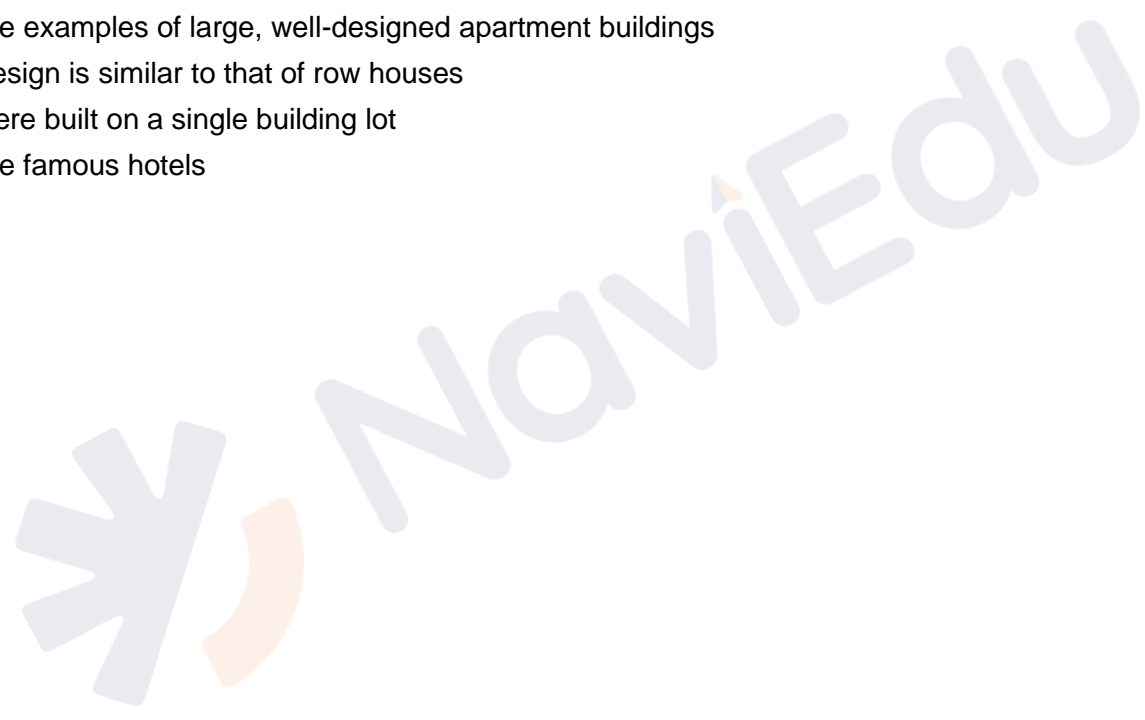 e examples of large, well-designed apartment buildings
esign is similar to that of row houses
ere built on a single building lot
e famous hotels
NaviEdu